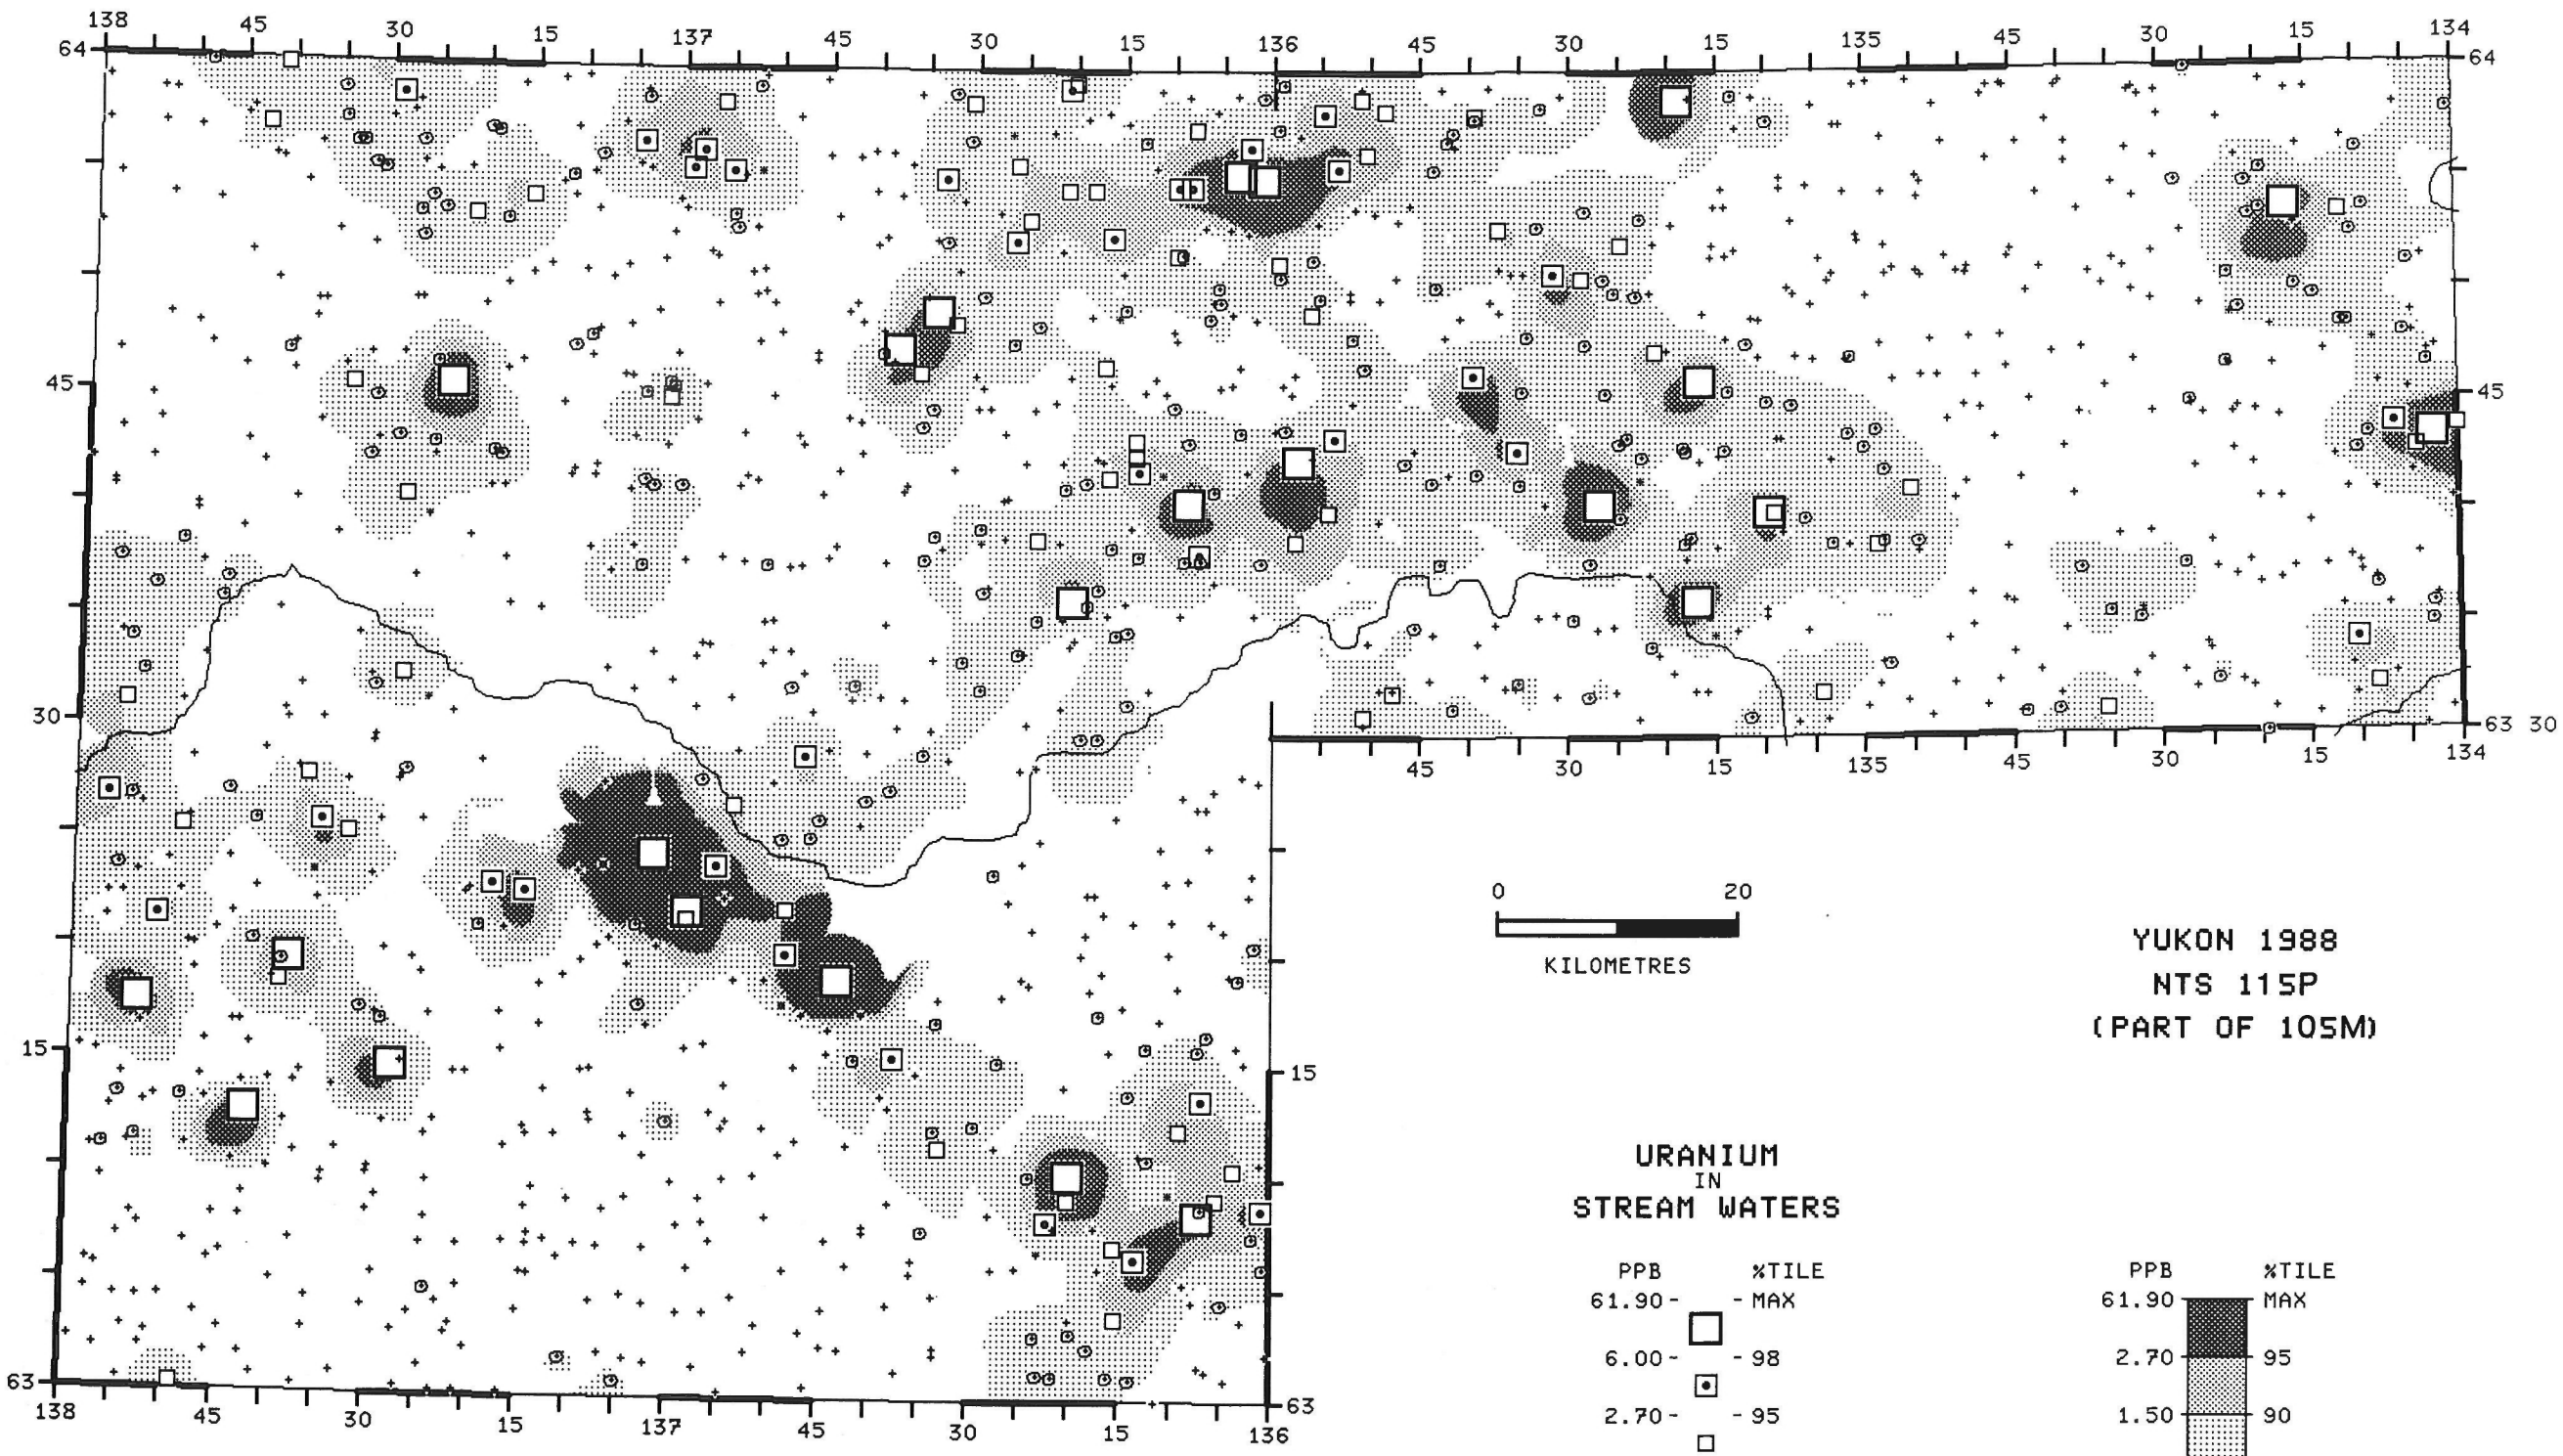 138 45 30 15 137 45 30 15 136 45 30 15 135 45 30 15 134
64 64
45 45
30 63 30
45 30 15 135 45 30 15 134
0 20
KILOMETRES
YUKON 1988
NTS 115P
(PART OF 105M)
15 15
URANIUM
IN
STREAM WATERS
PPB %TILE PPB %TILE
61.90- -MAX 61.90 MAX
6.00- -98 2.70 95
2.70- -95 1.50 90
63 63
138 45 30 15 137 45 30 15 136